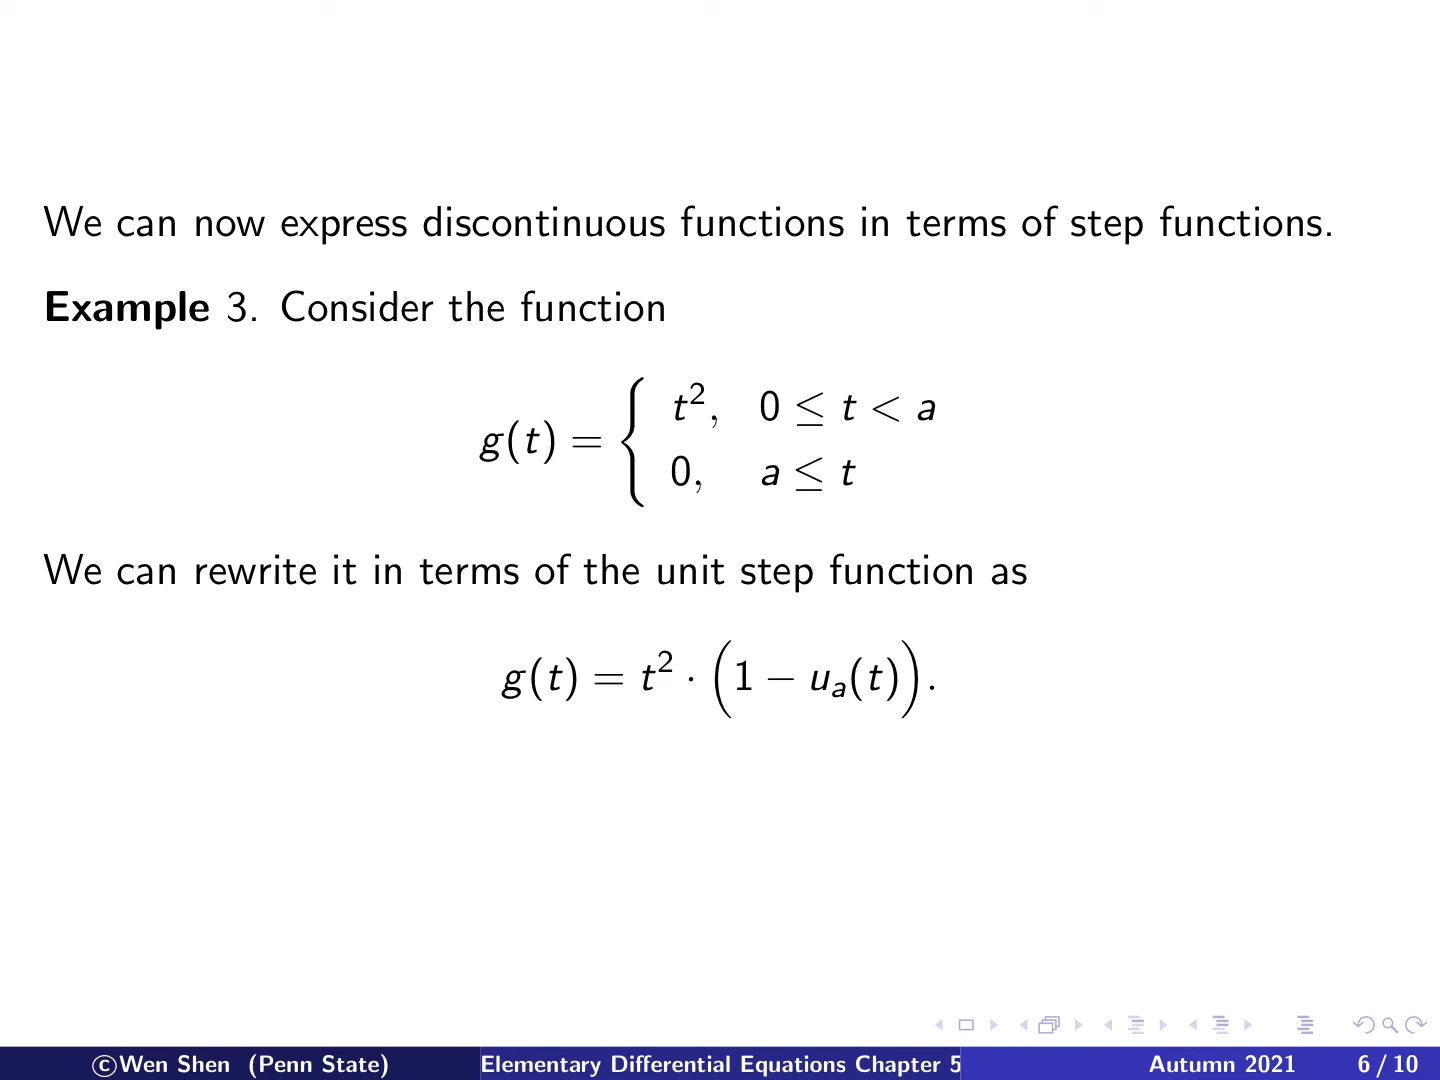 We can now express discontinuous functions in terms of step functions.
Example 3. Consider the function
g(t) = { t², 0 ≤ t < a
0, a ≤ t
We can rewrite it in terms of the unit step function as
g(t) = t² · (1 − uₐ(t)).
©Wen Shen (Penn State) Elementary Differential Equations Chapter 5 Autumn 2021 6 / 10